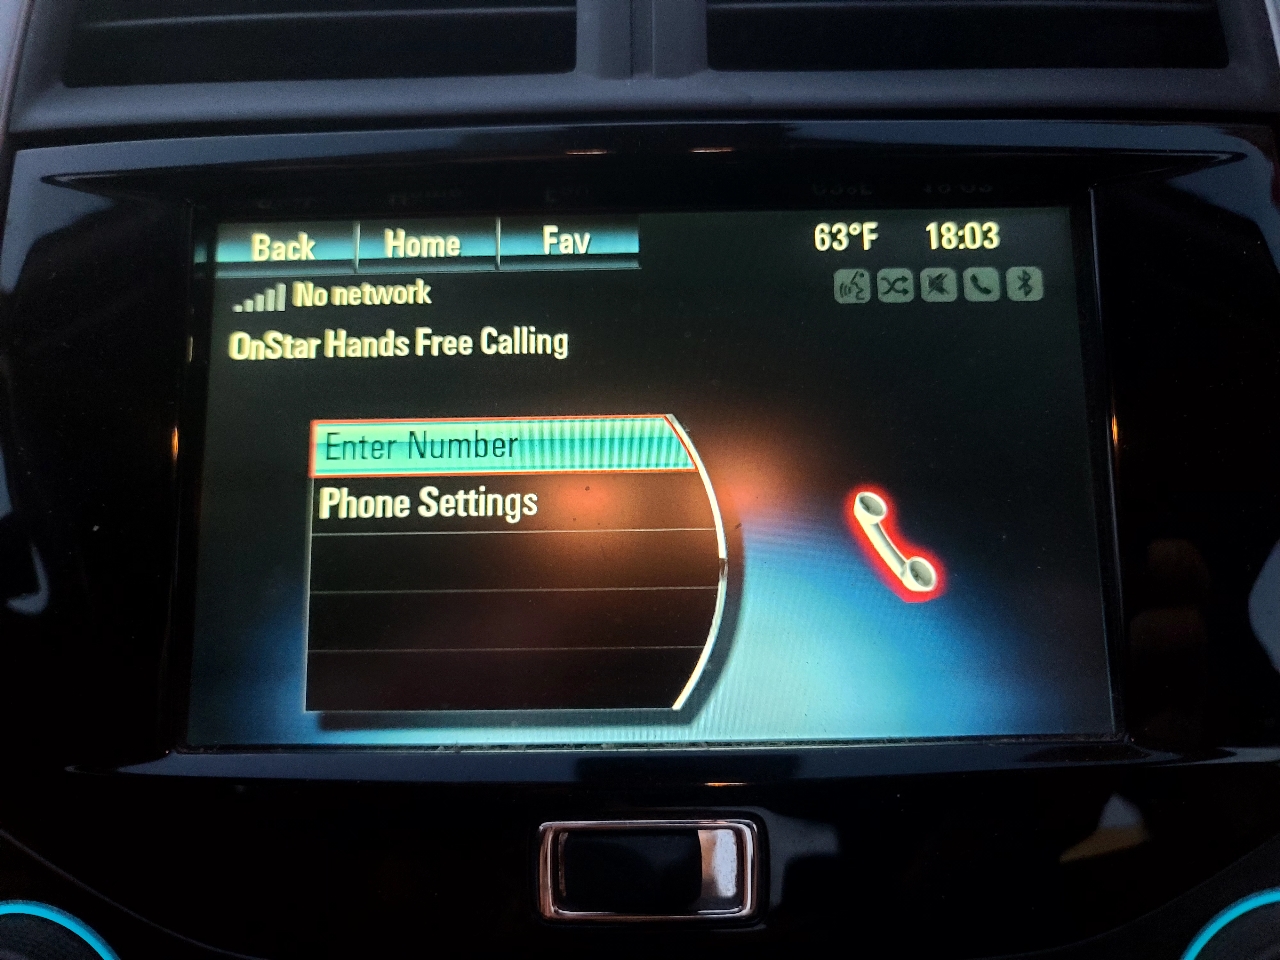 Back Home Fav 63°F 18:03
No network
OnStar Hands Free Calling
Enter Number
Phone Settings